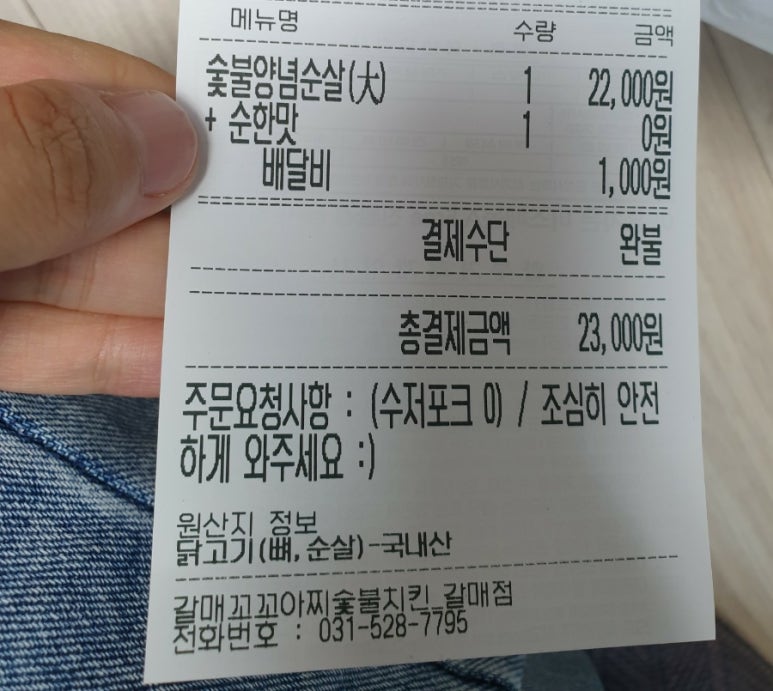 메뉴명 수량 금액
숯불양념순살(大) 1 22,000원
+ 순한맛 1 0원
배달비 1,000원
결제수단 완불
총결제금액 23,000원
주문요청사항 : (수저포크 0) / 조심히 안전
하게 와주세요 :)
원산지 정보
닭고기(뼈,순살)-국내산
갈매꼬꼬아찌숯불치킨_갈매점
전화번호 : 031-528-7795